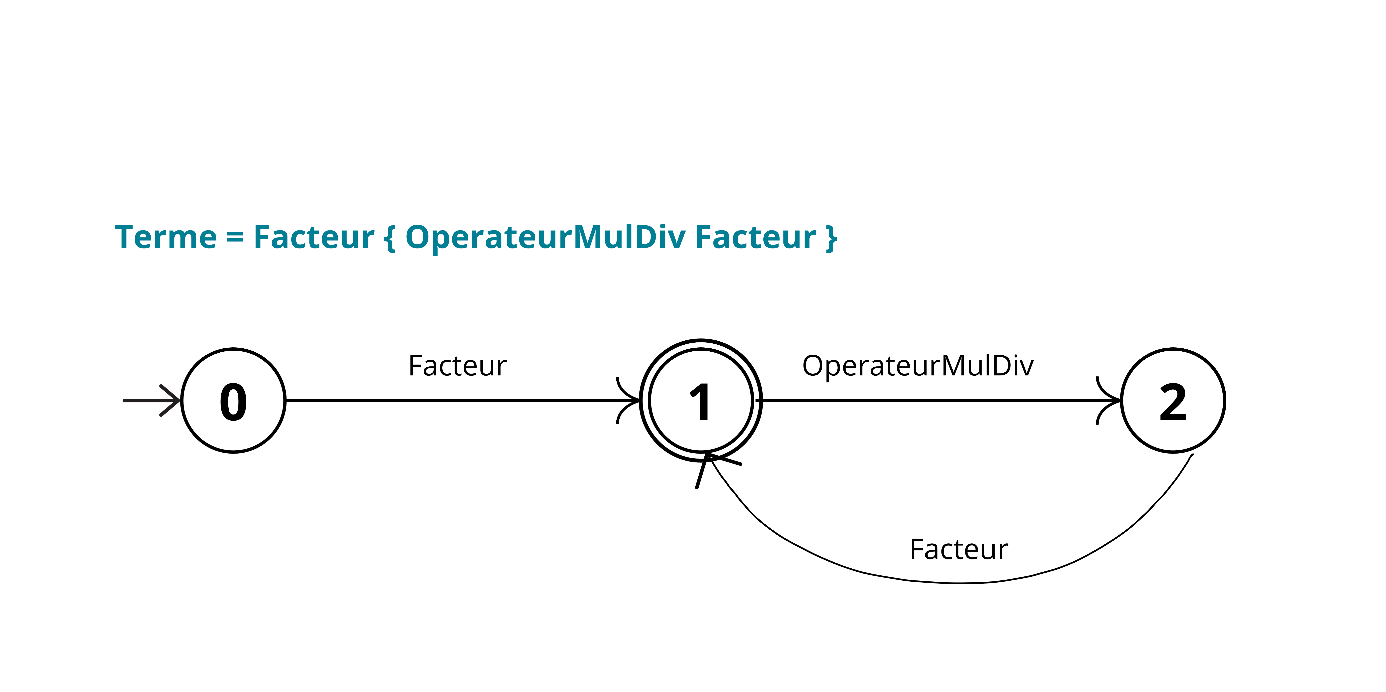 Terme = Facteur { OperateurMulDiv Facteur }
Facteur
OperateurMulDiv
0
1
2
Facteur